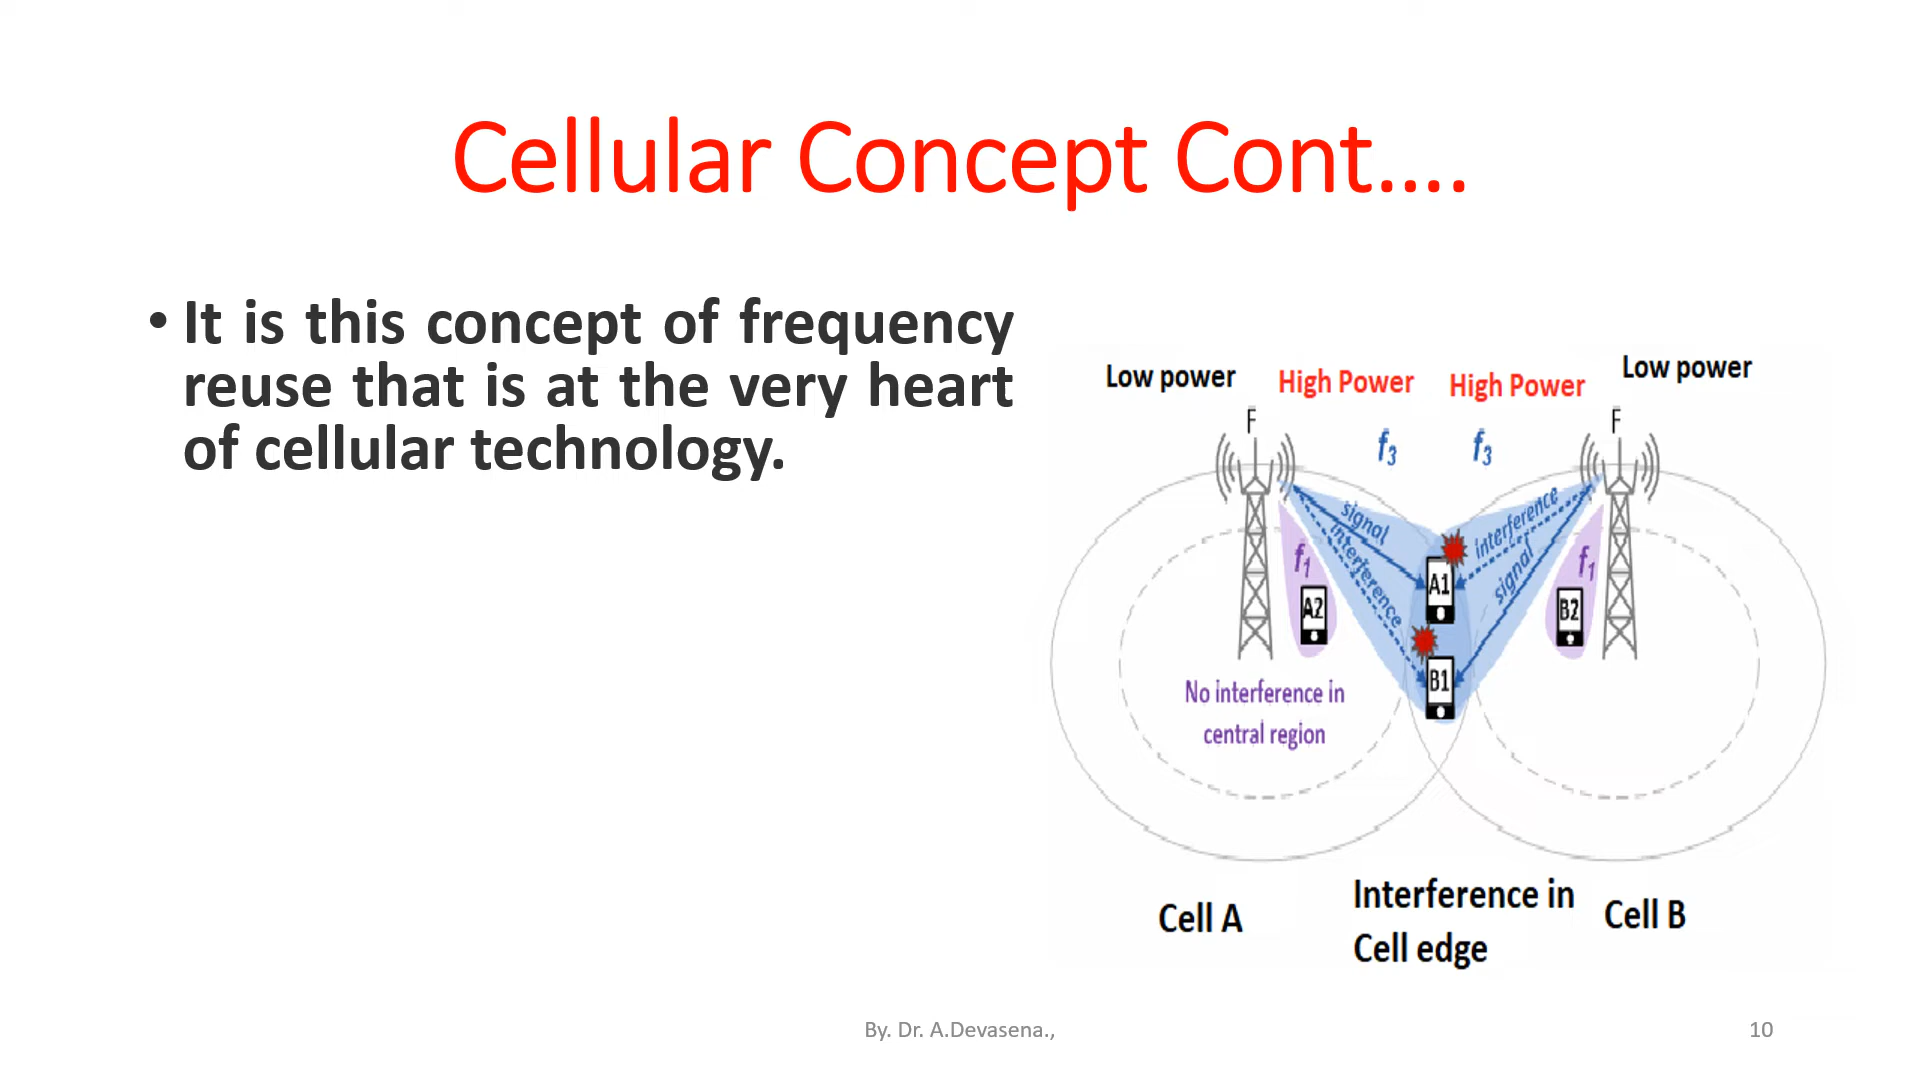 Cellular Concept Cont....
• It is this concept of frequency
reuse that is at the very heart
of cellular technology.
Low power
High Power
High Power
Low power
F
F
f3
f3
signal
interference
interference
signal
f1
f1
A1
A2
B2
B1
No interference in
central region
Cell A
Interference in
Cell edge
Cell B
By. Dr. A.Devasena.,
10